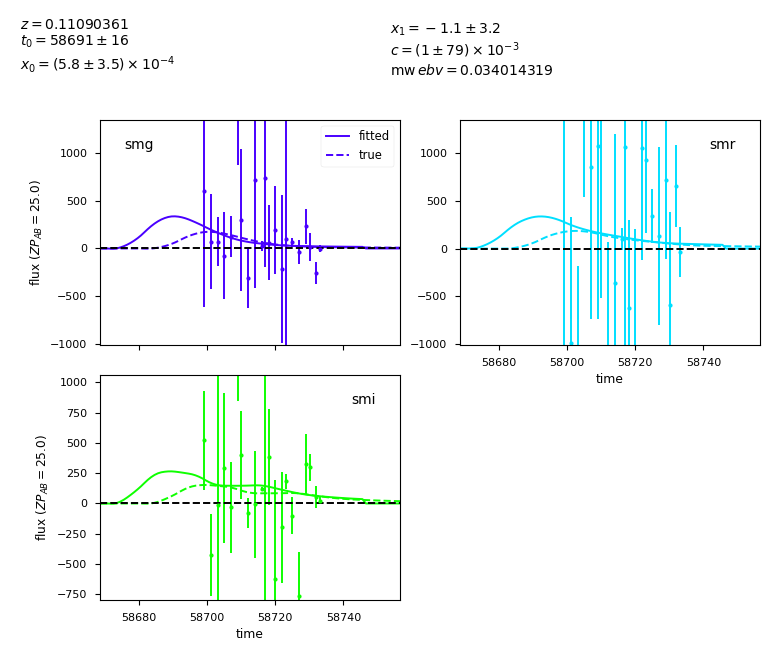 z = 0.11090361
t₀ = 58691 ± 16
x₀ = (5.8 ± 3.5) × 10⁻⁴
x₁ = −1.1 ± 3.2
c = (1 ± 79) × 10⁻³
mw ebv = 0.034014319
smg
fitted
true
1000
500
0
−500
−1000
flux (ZP_AB = 25.0)
smr
1000
500
0
−500
−1000
58680 58700 58720 58740
time
smi
1000
750
500
250
0
−250
−500
−750
flux (ZP_AB = 25.0)
58680 58700 58720 58740
time